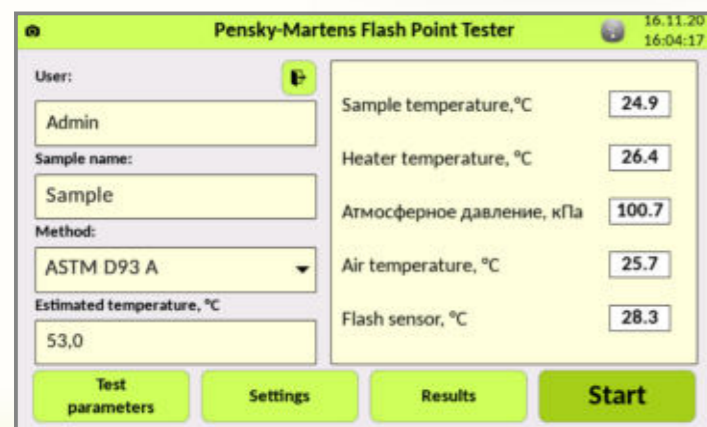 Pensky-Martens Flash Point Tester
16.11.20
16:04:17
User:
Admin
Sample name:
Sample
Method:
ASTM D93 A
Estimated temperature, °C
53,0
Sample temperature,°C 24.9
Heater temperature, °C 26.4
Атмосферное давление, кПа 100.7
Air temperature, °C 25.7
Flash sensor, °C 28.3
Test
parameters
Settings
Results
Start